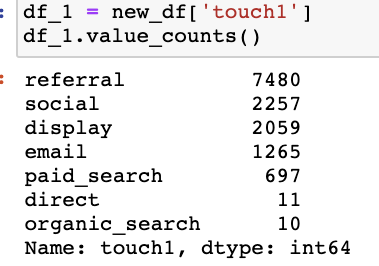 df_1 = new_df['touch1']
df_1.value_counts()
referral 7480
social 2257
display 2059
email 1265
paid_search 697
direct 11
organic_search 10
Name: touch1, dtype: int64